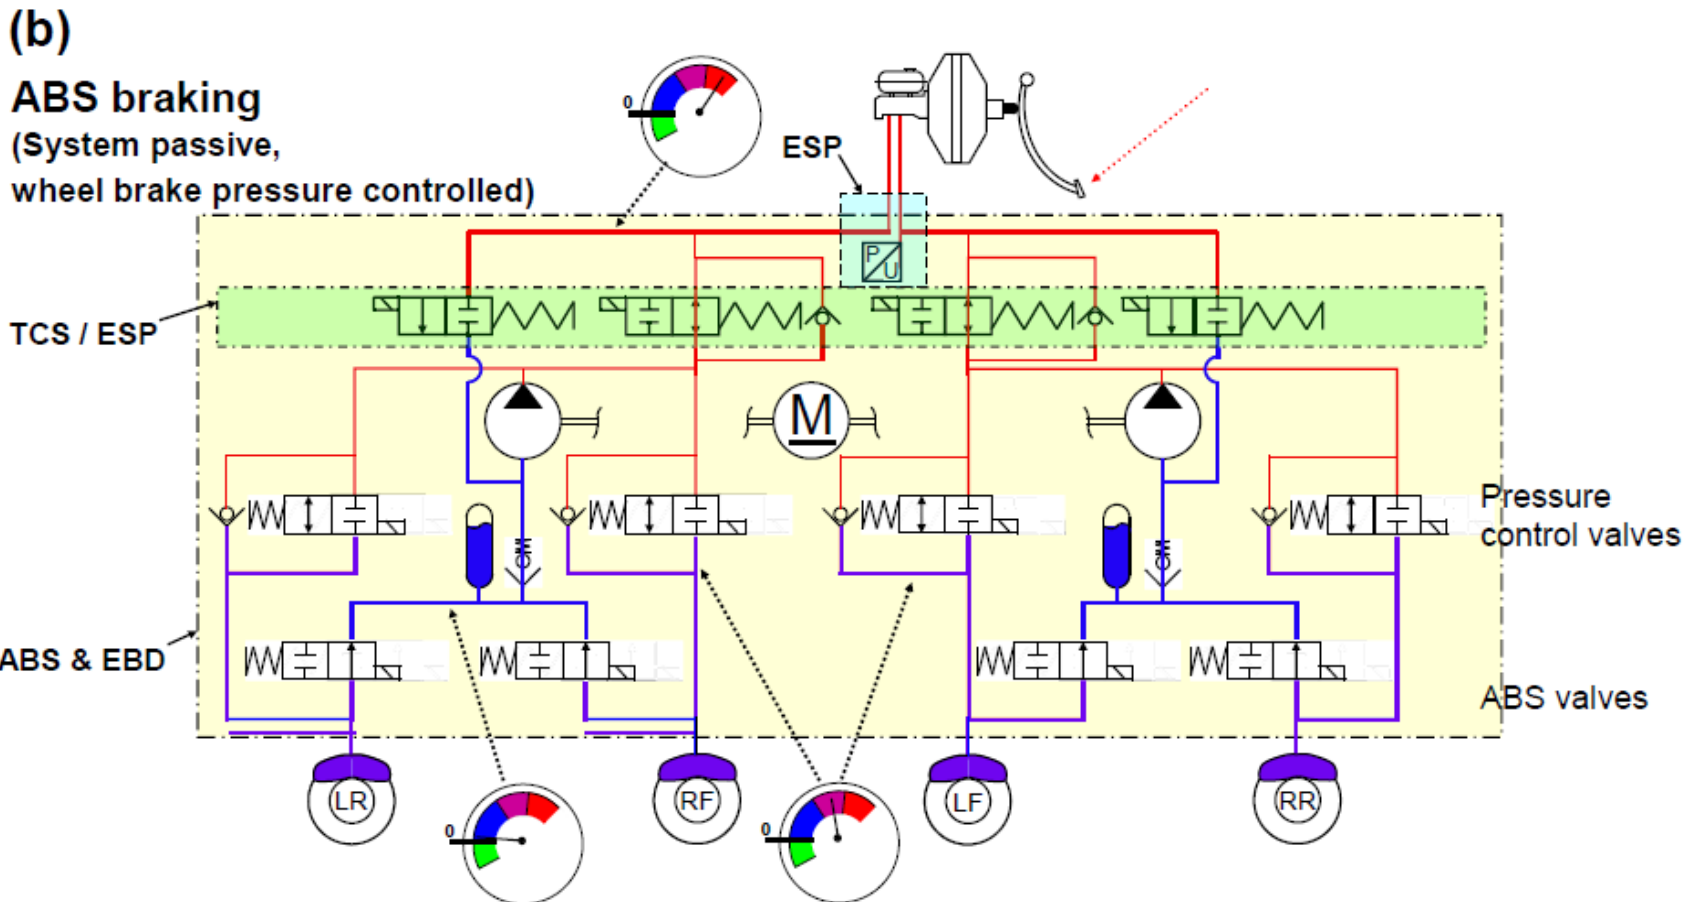 (b)
ABS braking
(System passive,
wheel brake pressure controlled)
0
ESP
P
U
TCS / ESP
M
Pressure
control valves
ABS & EBD
ABS valves
LR
RF
LF
RR
0
0